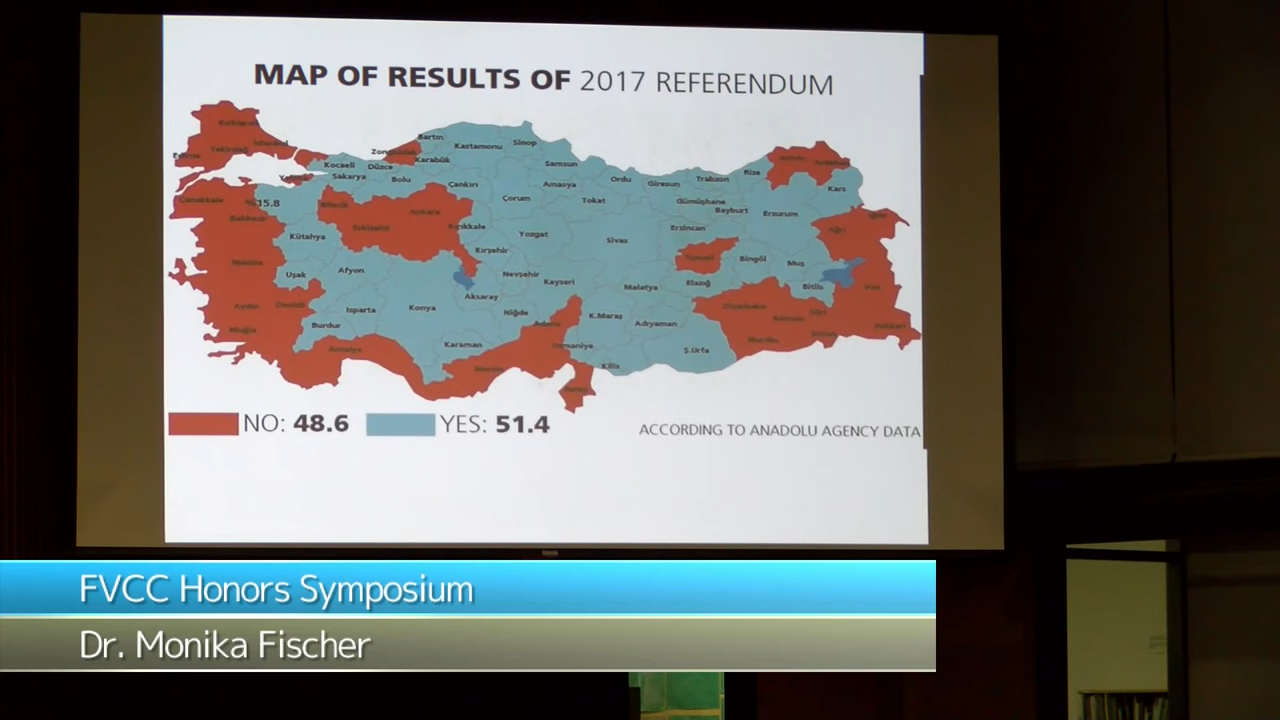 MAP OF RESULTS OF 2017 REFERENDUM
Kırklareli
İstanbul
Edirne
Tekirdağ
Bartın
Kastamonu
Sinop
Karabük
Kocaeli
Düzce
Sakarya
Bolu
Çankırı
Samsun
Amasya
Ordu
Giresun
Trabzon
Rize
Kars
Çanakkale
%15.8
Balıkesir
Bilecik
Ankara
Eskişehir
Kırıkkale
Çorum
Tokat
Gümüşhane
Bayburt
Erzurum
Iğdır
Ağrı
Kütahya
Yozgat
Sivas
Erzincan
Kırşehir
Manisa
Uşak
Afyon
Nevşehir
Kayseri
Malatya
Elazığ
Tunceli
Bingöl
Muş
Bitlis
Van
Aydın
Denizli
Isparta
Konya
Aksaray
Niğde
Adana
K.Maraş
Adıyaman
Diyarbakır
Batman
Siirt
Şırnak
Hakkari
Muğla
Burdur
Antalya
Karaman
Mersin
Osmaniye
Kilis
Ş.Urfa
Mardin
Hatay
NO: 48.6 YES: 51.4
ACCORDING TO ANADOLU AGENCY DATA
FVCC Honors Symposium
Dr. Monika Fischer